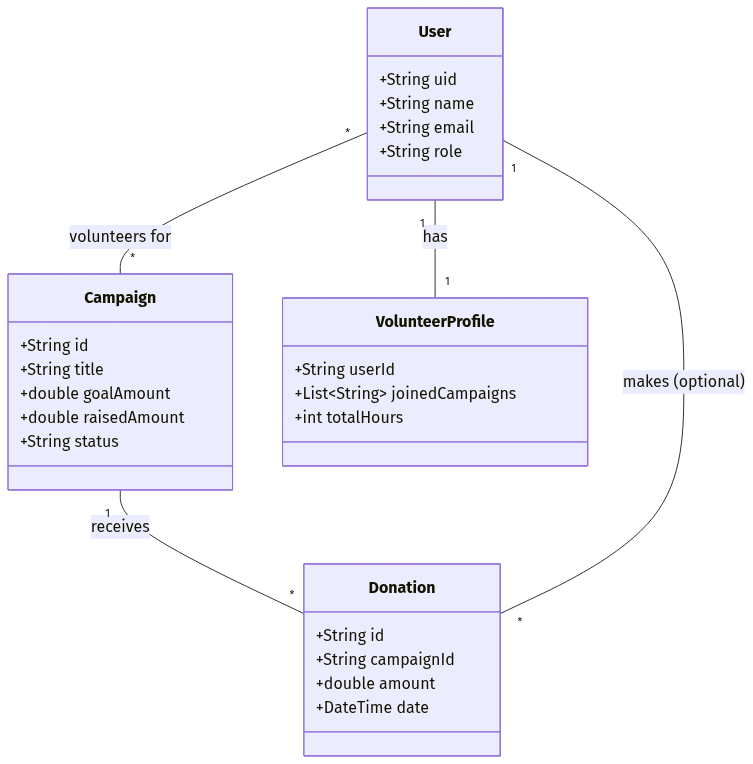 User
+String uid
+String name
+String email
+String role
*
1
volunteers for
*
1
has
1
Campaign
+String id
+String title
+double goalAmount
+double raisedAmount
+String status
VolunteerProfile
+String userId
+List<String> joinedCampaigns
+int totalHours
makes (optional)
1
receives
*
*
Donation
+String id
+String campaignId
+double amount
+DateTime date